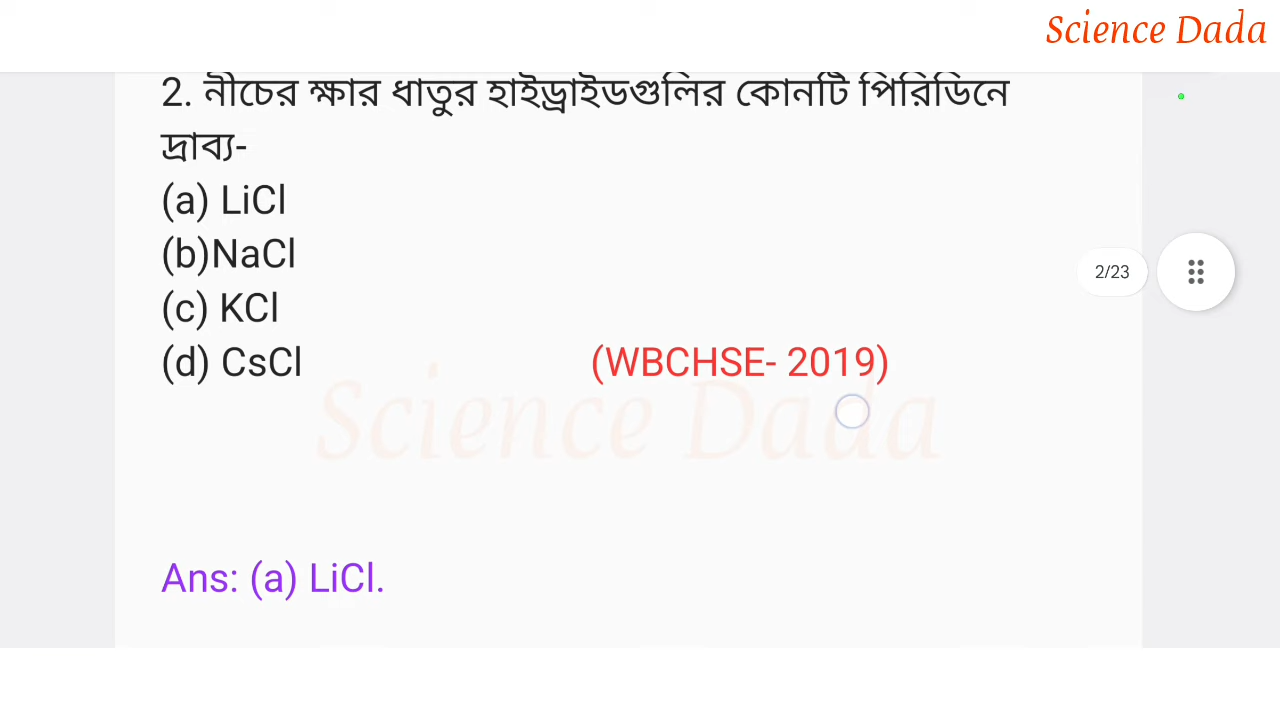 Science Dada
2. নীচের ক্ষার ধাতুর হাইড্রাইডগুলির কোনটি পিরিডিনে
দ্রাব্য-
(a) LiCl
(b)NaCl
2/23
(c) KCl
(d) CsCl (WBCHSE- 2019)
Science Dada
Ans: (a) LiCl.